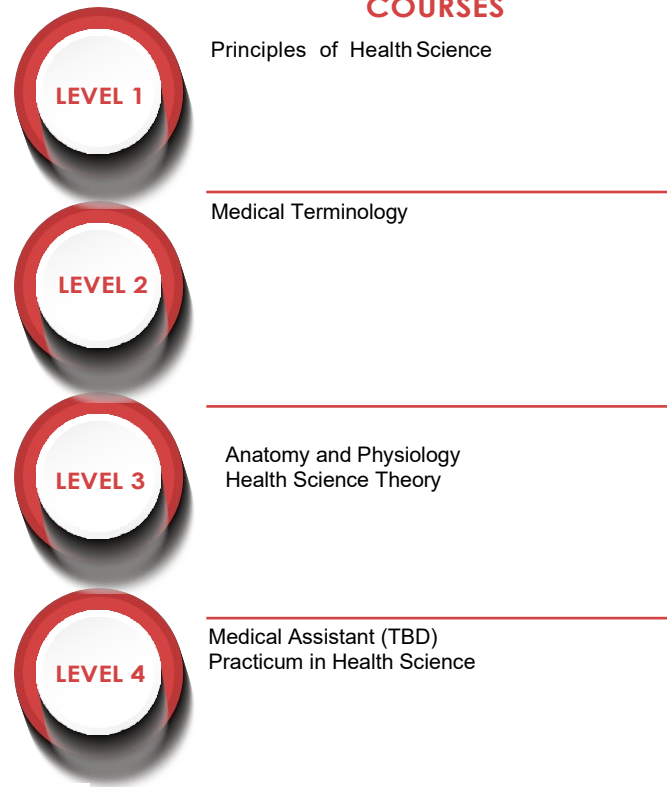 COURSES
LEVEL 1
Principles of Health Science
LEVEL 2
Medical Terminology
LEVEL 3
Anatomy and Physiology
Health Science Theory
LEVEL 4
Medical Assistant (TBD)
Practicum in Health Science